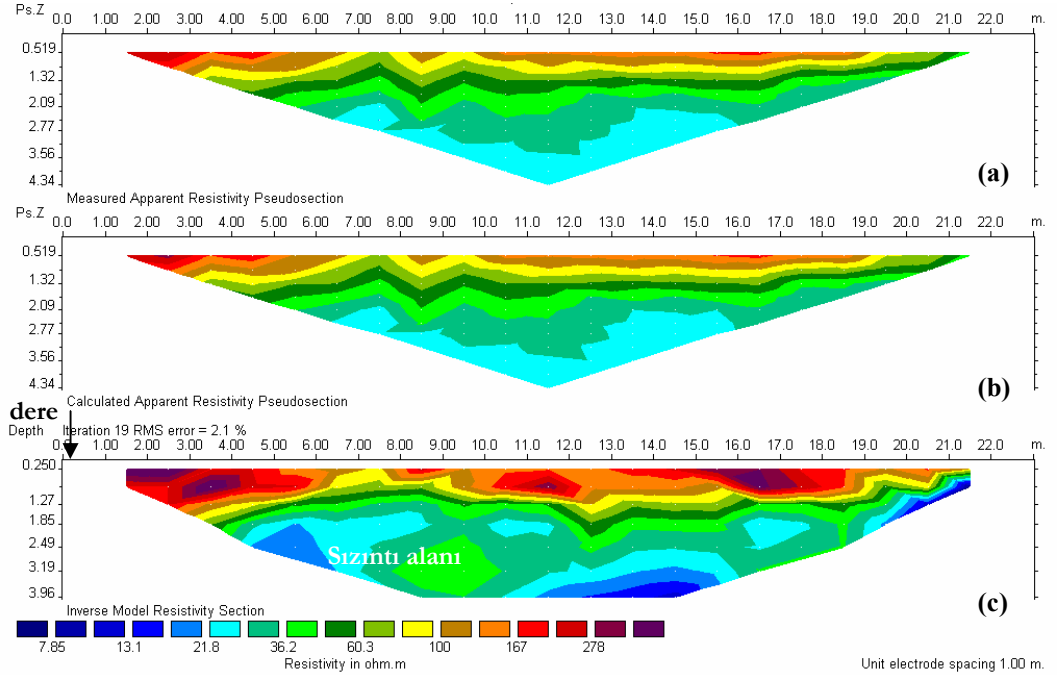 Ps.Z 0.0 1.00 2.00 3.00 4.00 5.00 6.00 7.00 8.00 9.00 10.0 11.0 12.0 13.0 14.0 15.0 16.0 17.0 18.0 19.0 20.0 21.0 22.0 m.
0.519
1.32
2.09
2.77
3.56
4.34
(a)
Measured Apparent Resistivity Pseudosection
Ps.Z 0.0 1.00 2.00 3.00 4.00 5.00 6.00 7.00 8.00 9.00 10.0 11.0 12.0 13.0 14.0 15.0 16.0 17.0 18.0 19.0 20.0 21.0 22.0 m.
0.519
1.32
2.09
2.77
3.56
4.34
(b)
Calculated Apparent Resistivity Pseudosection
dere
Depth Iteration 19 RMS error = 2.1 %
0.0 1.00 2.00 3.00 4.00 5.00 6.00 7.00 8.00 9.00 10.0 11.0 12.0 13.0 14.0 15.0 16.0 17.0 18.0 19.0 20.0 21.0 22.0 m.
0.250
1.27
1.85
2.49
Sızıntı alanı
3.19
3.96
(c)
Inverse Model Resistivity Section
7.85 13.1 21.8 36.2 60.3 100 167 278
Resistivity in ohm.m
Unit electrode spacing 1.00 m.